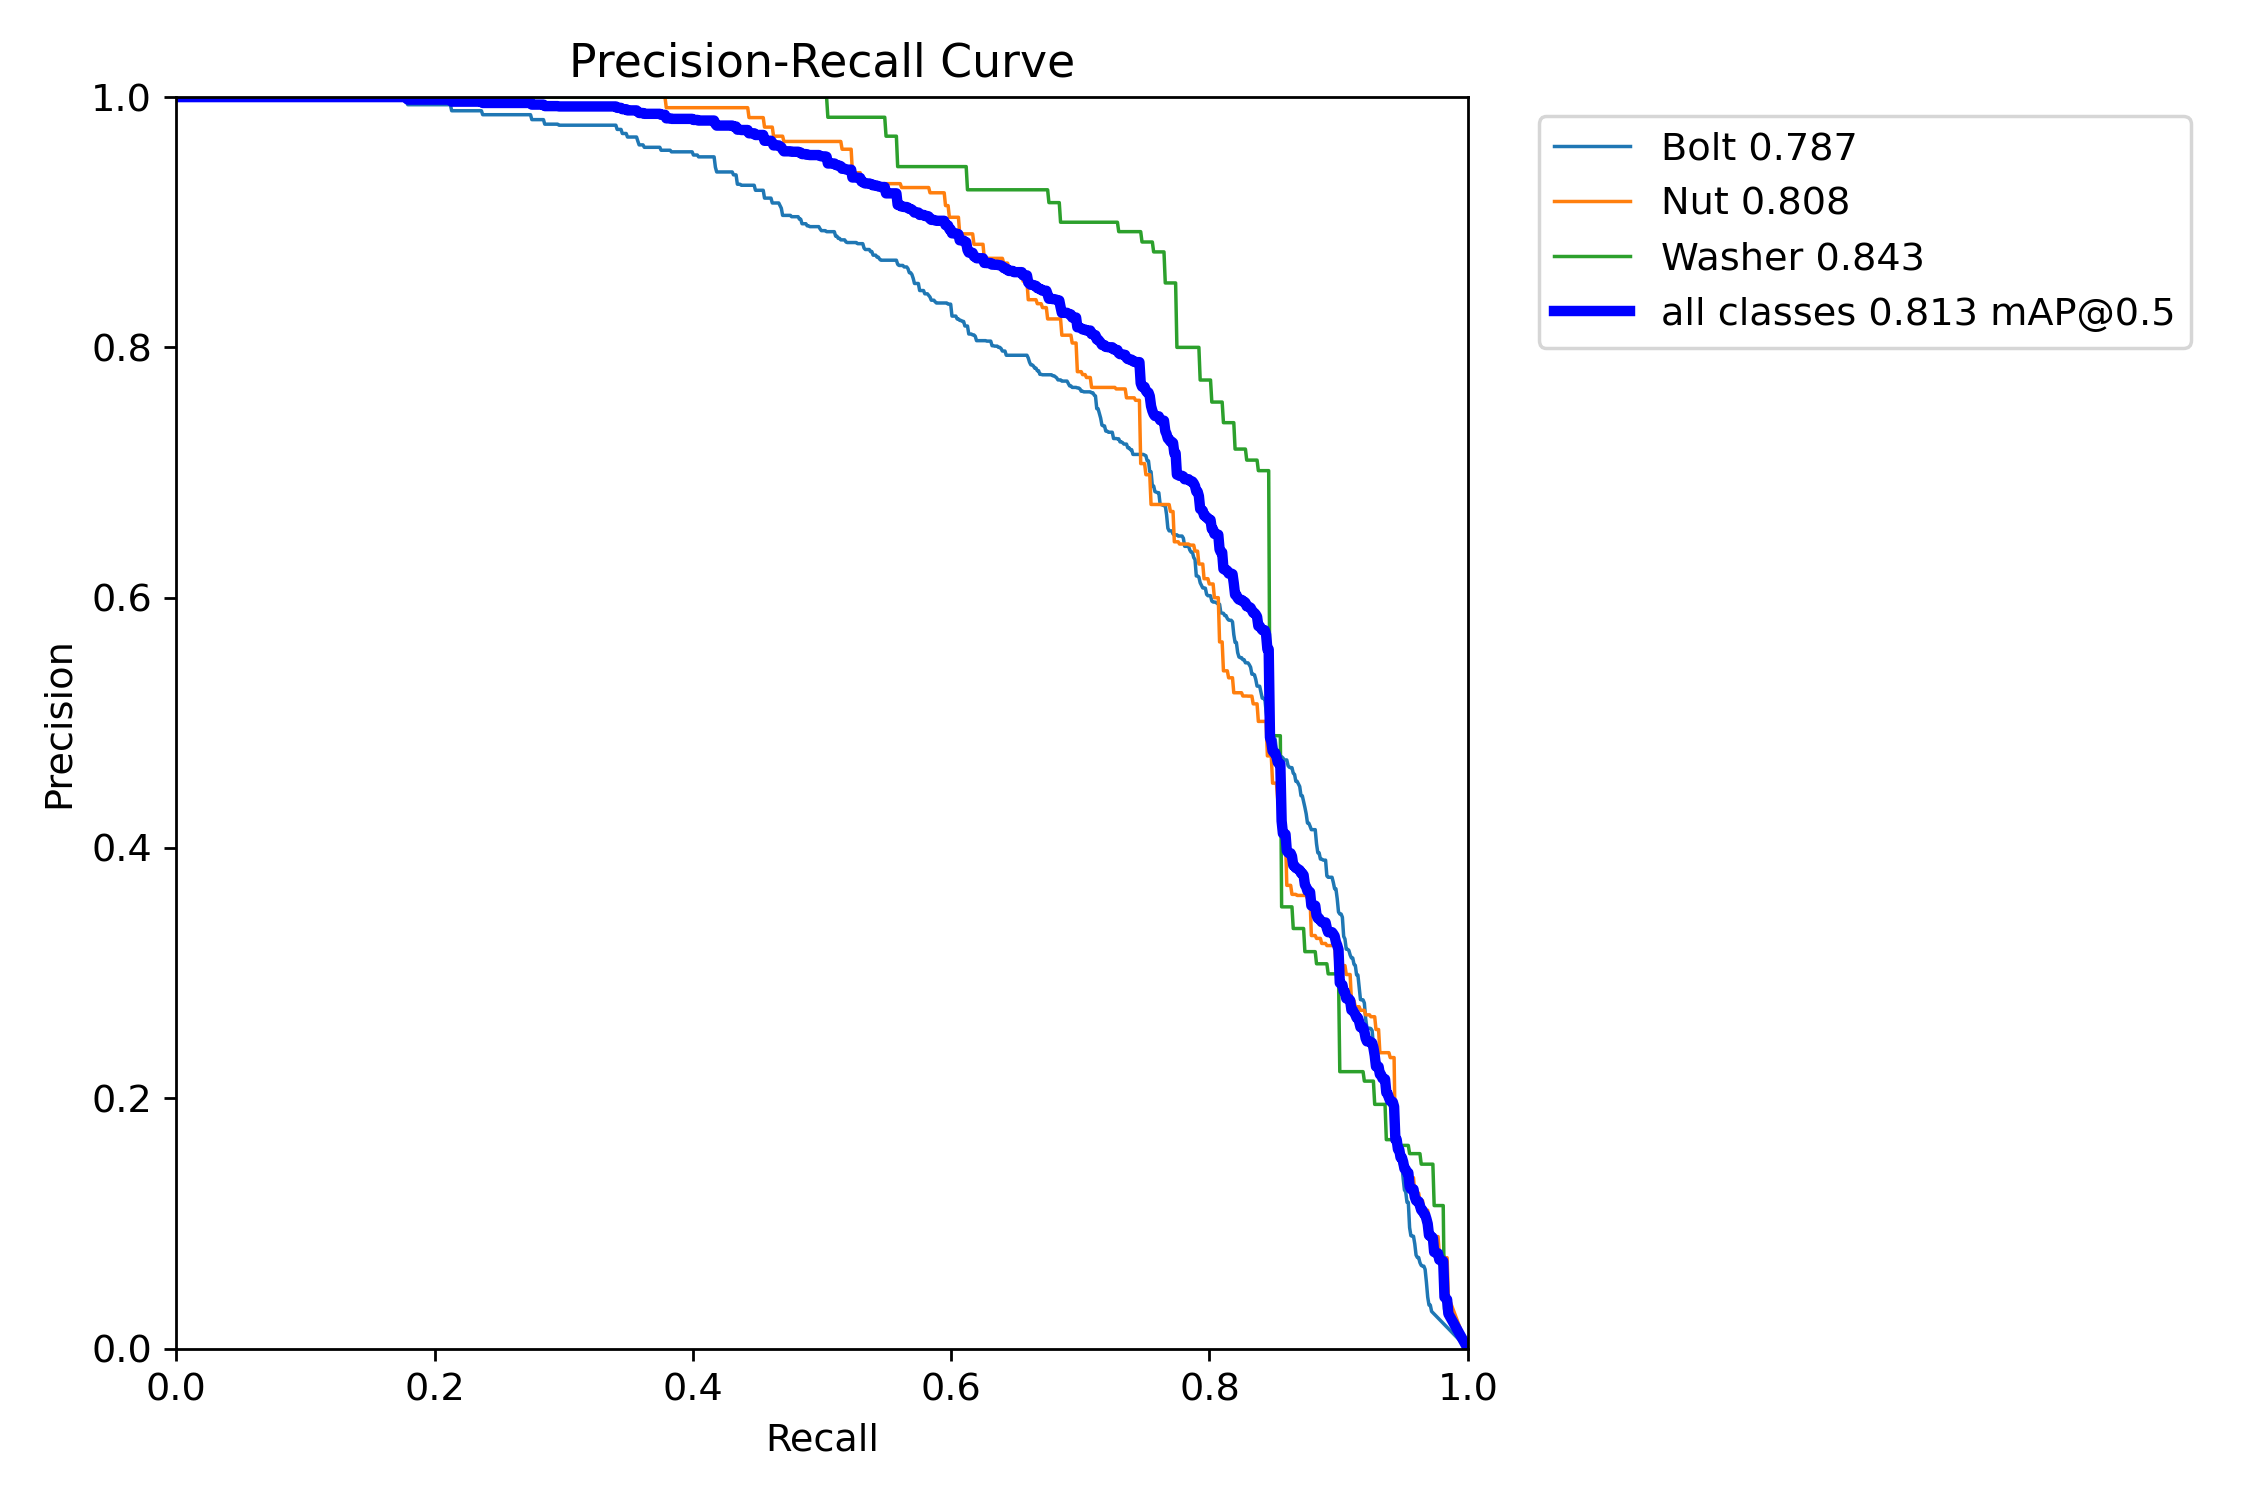 Precision-Recall Curve
1.0
0.8
0.6
0.4
0.2
0.0
Precision
0.0 0.2 0.4 0.6 0.8 1.0
Recall
Bolt 0.787
Nut 0.808
Washer 0.843
all classes 0.813 mAP@0.5